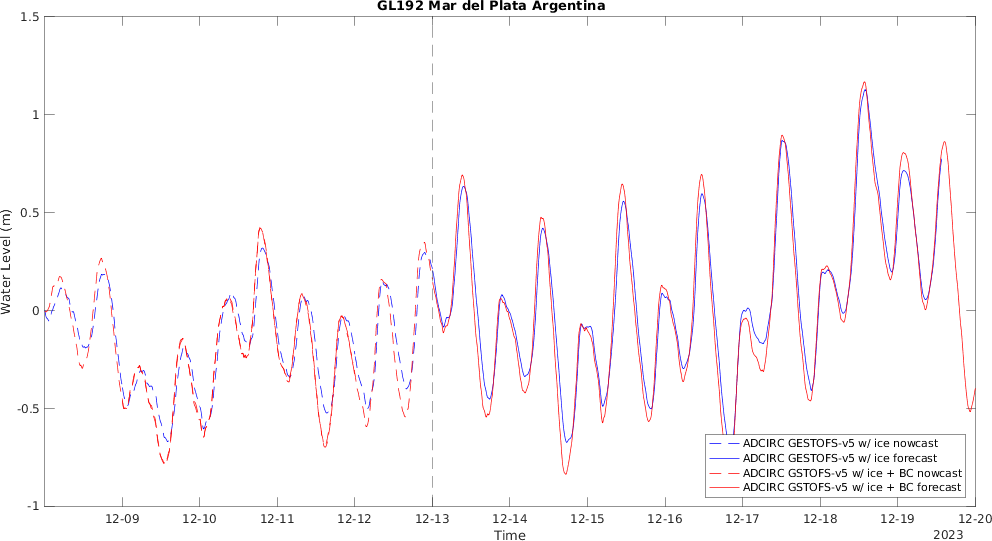 GL192 Mar del Plata Argentina
Water Level (m)
1.5
1
0.5
0
-0.5
-1
12-09 12-10 12-11 12-12 12-13 12-14 12-15 12-16 12-17 12-18 12-19 12-20
Time
2023
ADCIRC GESTOFS-v5 w/ ice nowcast
ADCIRC GESTOFS-v5 w/ ice forecast
ADCIRC GSTOFS-v5 w/ ice + BC nowcast
ADCIRC GSTOFS-v5 w/ ice + BC forecast